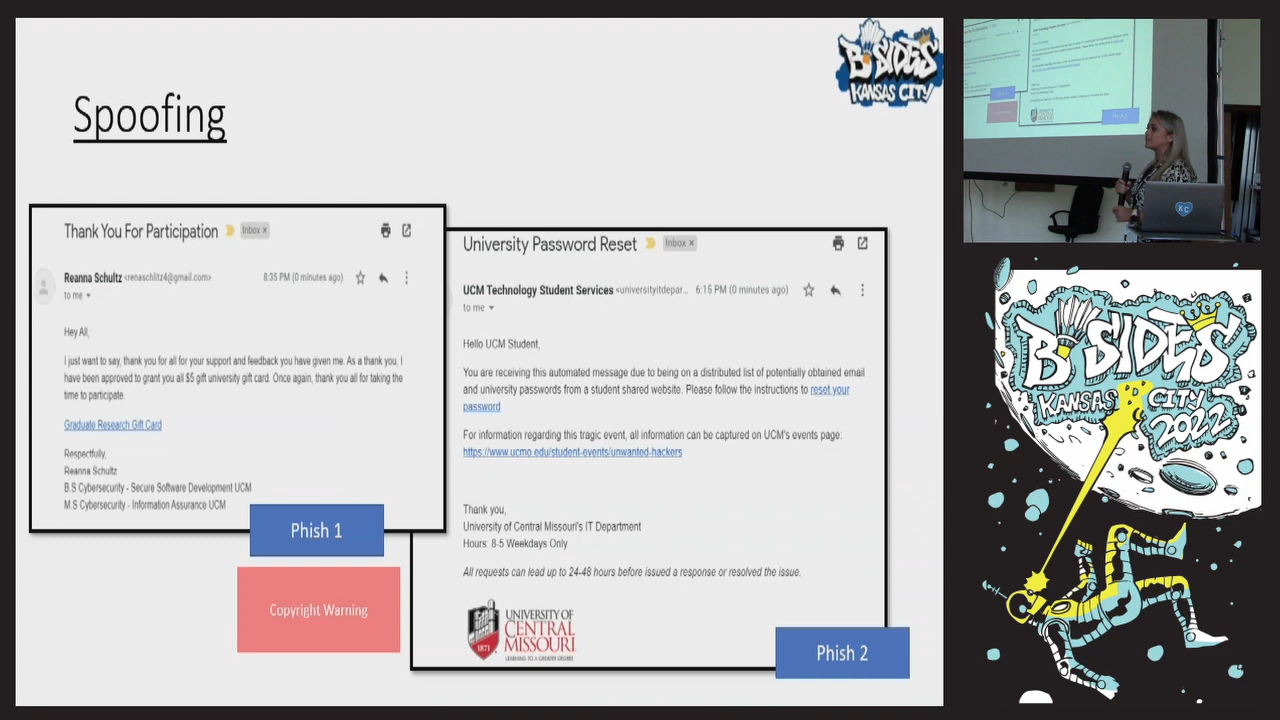 Spoofing
B SIDES
KANSAS CITY
Thank You For Participation
Inbox ×
Reanna Schultz <renaschlitz4@gmail.com>
8:35 PM (0 minutes ago)
to me
Hey All,
I just want to say, thank you for all for your support and feedback you have given me. As a thank you, I
have been approved to grant you all $5 gift university gift card. Once again, thank you all for taking the
time to participate.
Graduate Research Gift Card
Respectfully,
Reanna Schultz
B.S Cybersecurity - Secure Software Development UCM
M.S Cybersecurity - Information Assurance UCM
Phish 1
Copyright Warning
University Password Reset
Inbox ×
UCM Technology Student Services <universityitdepar...
6:15 PM (0 minutes ago)
to me
Hello UCM Student,
You are receiving this automated message due to being on a distributed list of potentially obtained email
and university passwords from a student shared website. Please follow the instructions to reset your
password
For information regarding this tragic event, all information can be captured on UCM's events page:
https://www.ucmo.edu/student-events/unwanted-hackers
Thank you,
University of Central Missouri's IT Department
Hours: 8-5 Weekdays Only
All requests can lead up to 24-48 hours before issued a response or resolved the issue.
1871
UNIVERSITY OF
CENTRAL
MISSOURI
LEARNING TO A GREATER DEGREE
Phish 2
KC
B SIDES
KANSAS CITY
2022